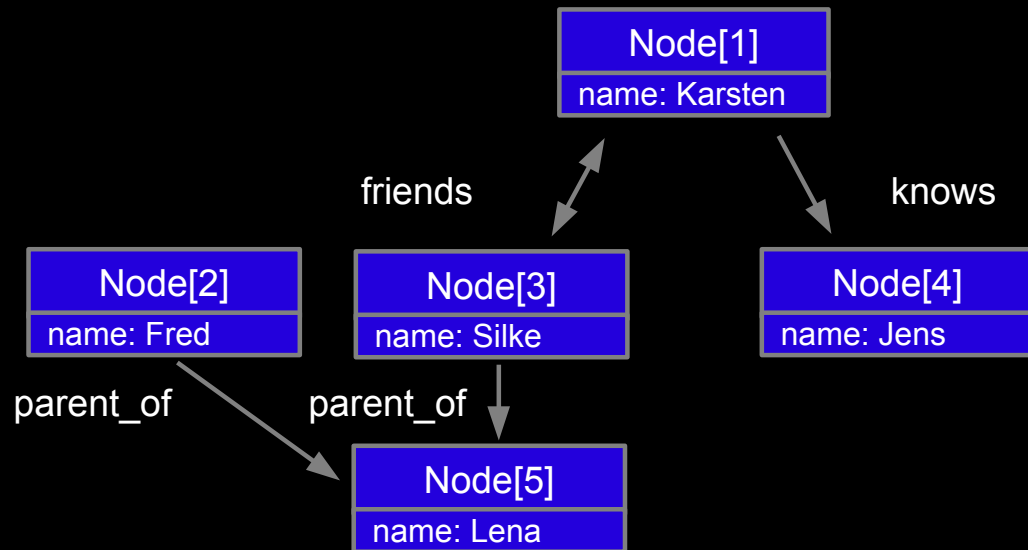 Node[1]
name: Karsten
friends
knows
Node[2]
name: Fred
Node[3]
name: Silke
Node[4]
name: Jens
parent_of
parent_of
Node[5]
name: Lena